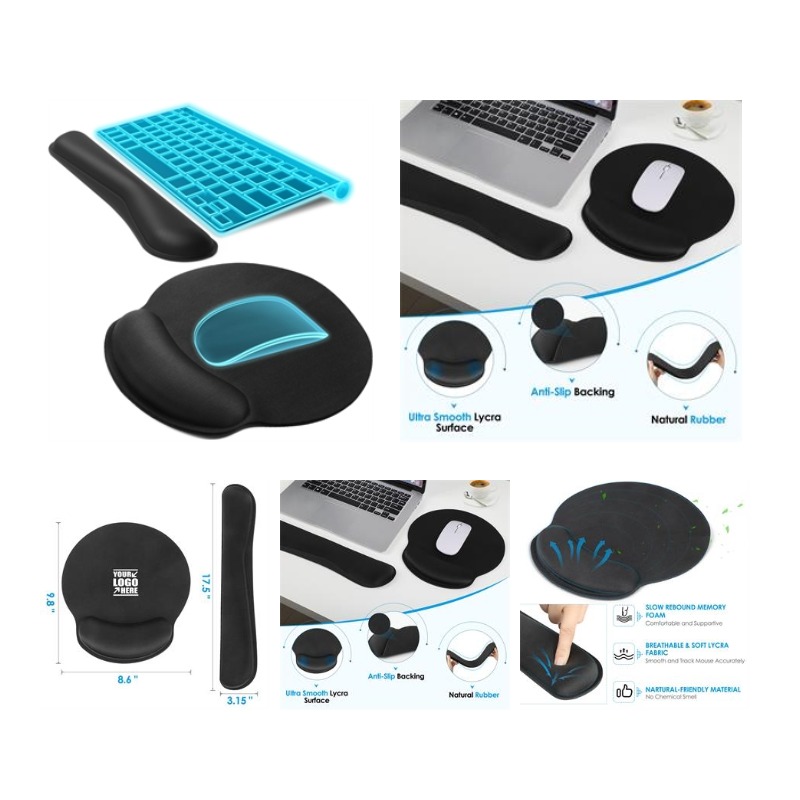 Ultra Smooth Lycra
Surface
Anti-Slip Backing
Natural Rubber
9.8"
8.6 "
YOUR
LOGO
HERE
17.5"
3.15 "
Ultra Smooth Lycra
Surface
Anti-Slip Backing
Natural Rubber
SLOW REBOUND MEMORY
FOAM
Comfortable and Supportive
BREATHABLE & SOFT LYCRA
FABRIC
Smooth and Track Mouse Accurately
NARTURAL-FRIENDLY MATERIAL
No Chemical Smell